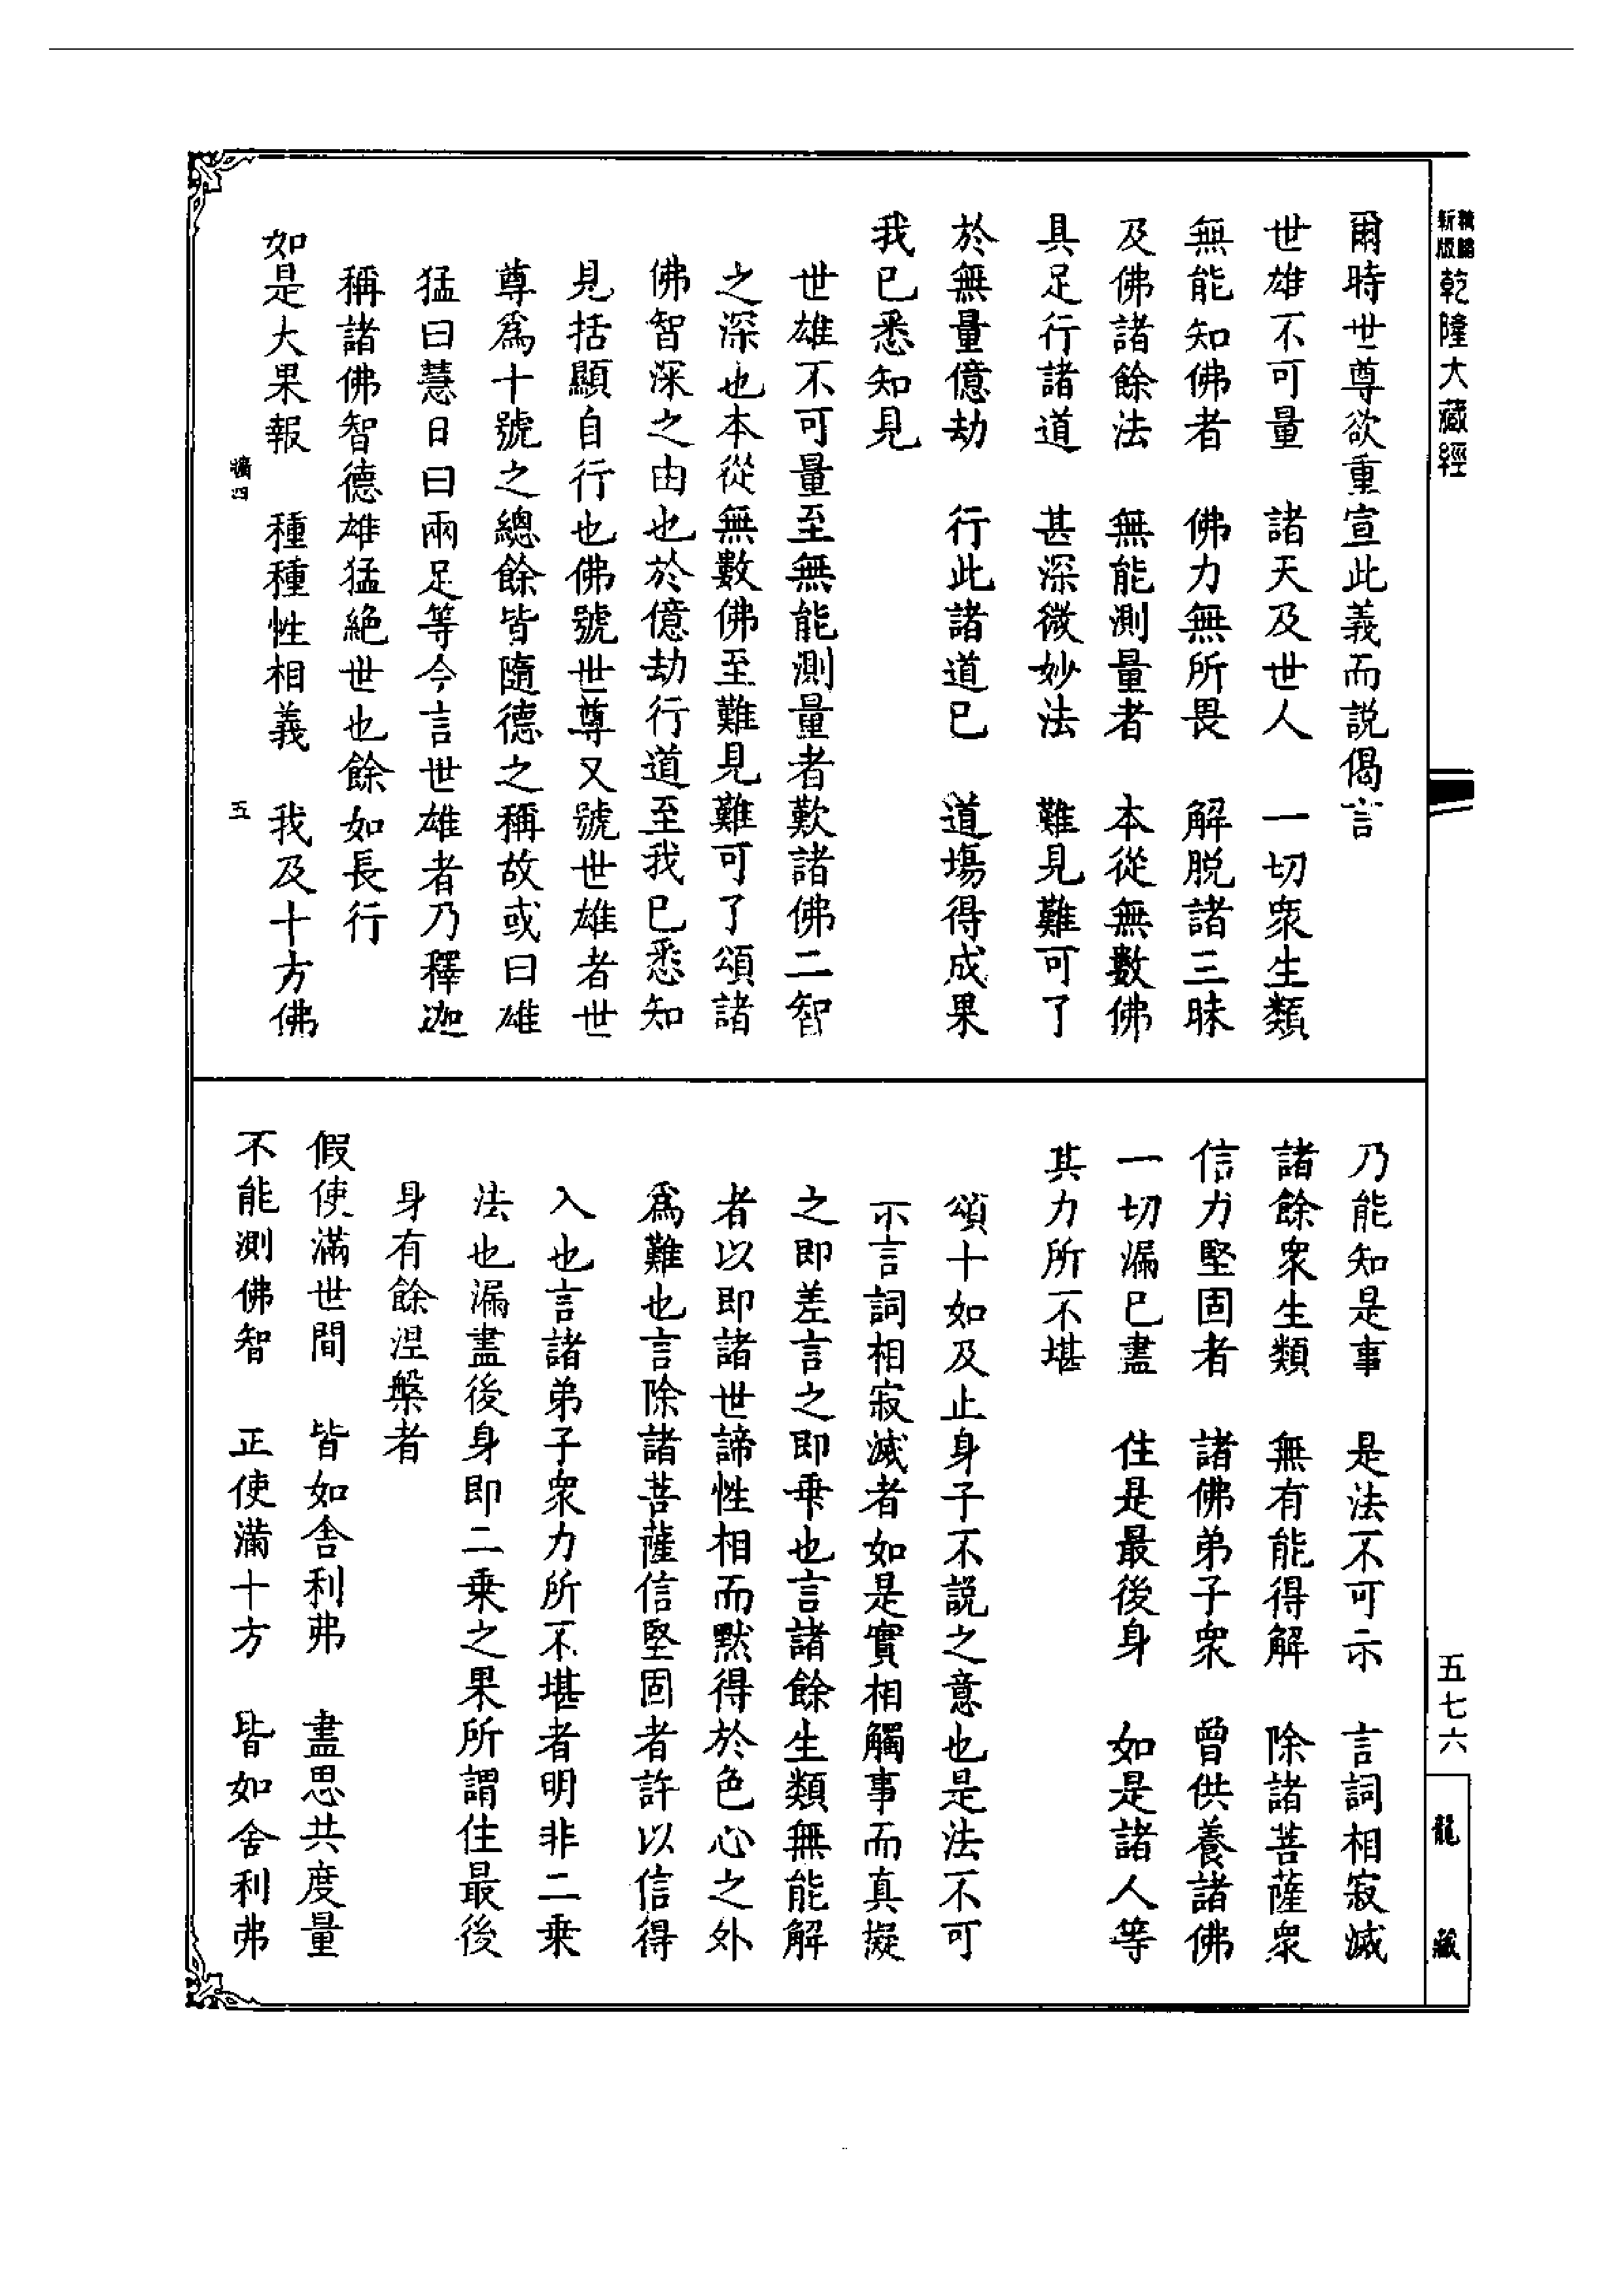 精編
新版
乾隆大藏經
爾時世尊欲重宣此義而説偈言
世雄不可量　諸天及世人　一切衆生類
無能知佛者　佛力無所畏　解脱諸三昧
及佛諸餘法　無能測量者　本從無數佛
具足行諸道　甚深微妙法　難見難可了
於無量億劫　行此諸道已　道場得成果
我已悉知見
世雄不可量至無能測量者歎諸佛二智
之深也本從無數佛至難見難可了頌諸
佛智深之由也於億劫行道至我已悉知
見括顯自行也佛號世尊又號世雄者世
尊爲十號之總餘皆隨德之稱故或曰雄
猛曰慧日曰兩足等今言世雄者乃釋迦
稱諸佛智德雄猛絶世也餘如長行
如是大果報　種種性相義　我及十方佛
四　五
乃能知是事　是法不可示　言詞相寂滅
諸餘衆生類　無有能得解　除諸菩薩衆
信力堅固者　諸佛弟子衆　曾供養諸佛
一切漏已盡　住是最後身　如是諸人等
其力所不堪
頌十如及止身子不説之意也是法不可
示言詞相寂滅者如是實相觸事而真擬
之即差言之即乖也言諸餘生類無能解
者以即諸世諦性相而默得於色心之外
爲難也言除諸菩薩信堅固者許以信得
入也言諸弟子衆力所不堪者明非二乗
法也漏盡後身即二乗之果所謂住最後
身有餘涅槃者
假使滿世間　皆如舍利弗　盡思共度量
不能測佛智　正使滿十方　皆如舍利弗
五七六
龍藏